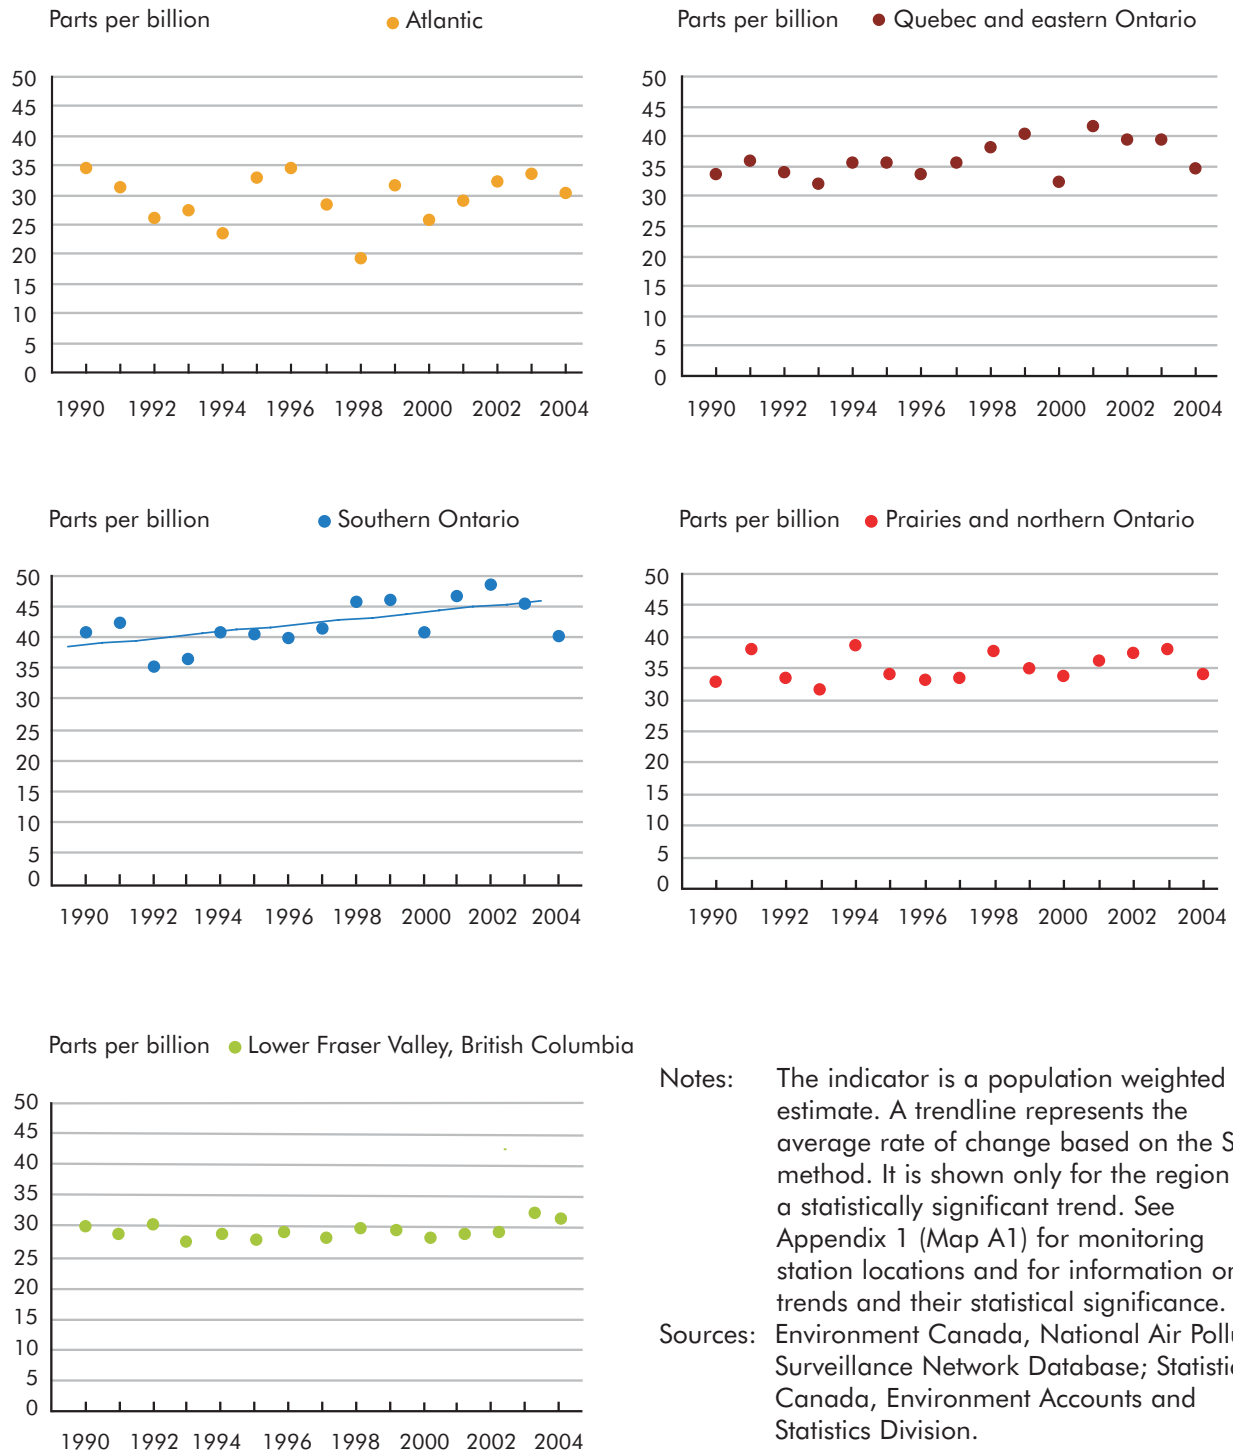 Parts per billion Atlantic
50
45
40
35
30
25
20
15
10
5
0
1990 1992 1994 1996 1998 2000 2002 2004
Parts per billion Quebec and eastern Ontario
50
45
40
35
30
25
20
15
10
5
0
1990 1992 1994 1996 1998 2000 2002 2004
Parts per billion Southern Ontario
50
45
40
35
30
25
20
15
10
5
0
1990 1992 1994 1996 1998 2000 2002 2004
Parts per billion Prairies and northern Ontario
50
45
40
35
30
25
20
15
10
5
0
1990 1992 1994 1996 1998 2000 2002 2004
Parts per billion Lower Fraser Valley, British Columbia
50
45
40
35
30
25
20
15
10
5
0
1990 1992 1994 1996 1998 2000 2002 2004
Notes: The indicator is a population weighted
estimate. A trendline represents the
average rate of change based on the
method. It is shown only for the region
a statistically significant trend. See
Appendix 1 (Map A1) for monitoring
station locations and for information
trends and their statistical significance.
Sources: Environment Canada, National Air
Surveillance Network Database;
Canada, Environment Accounts and
Statistics Division.